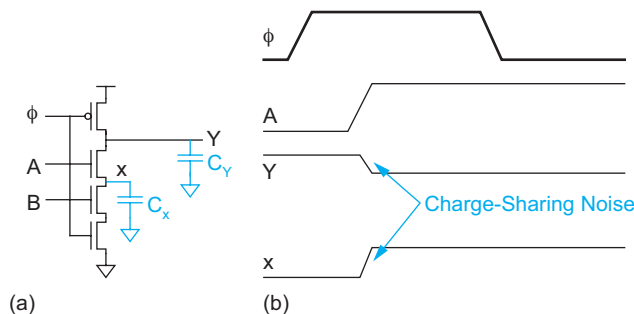 ϕ
A
B
x
Y
C_Y
C_x
(a)
ϕ
A
Y
Charge-Sharing Noise
x
(b)